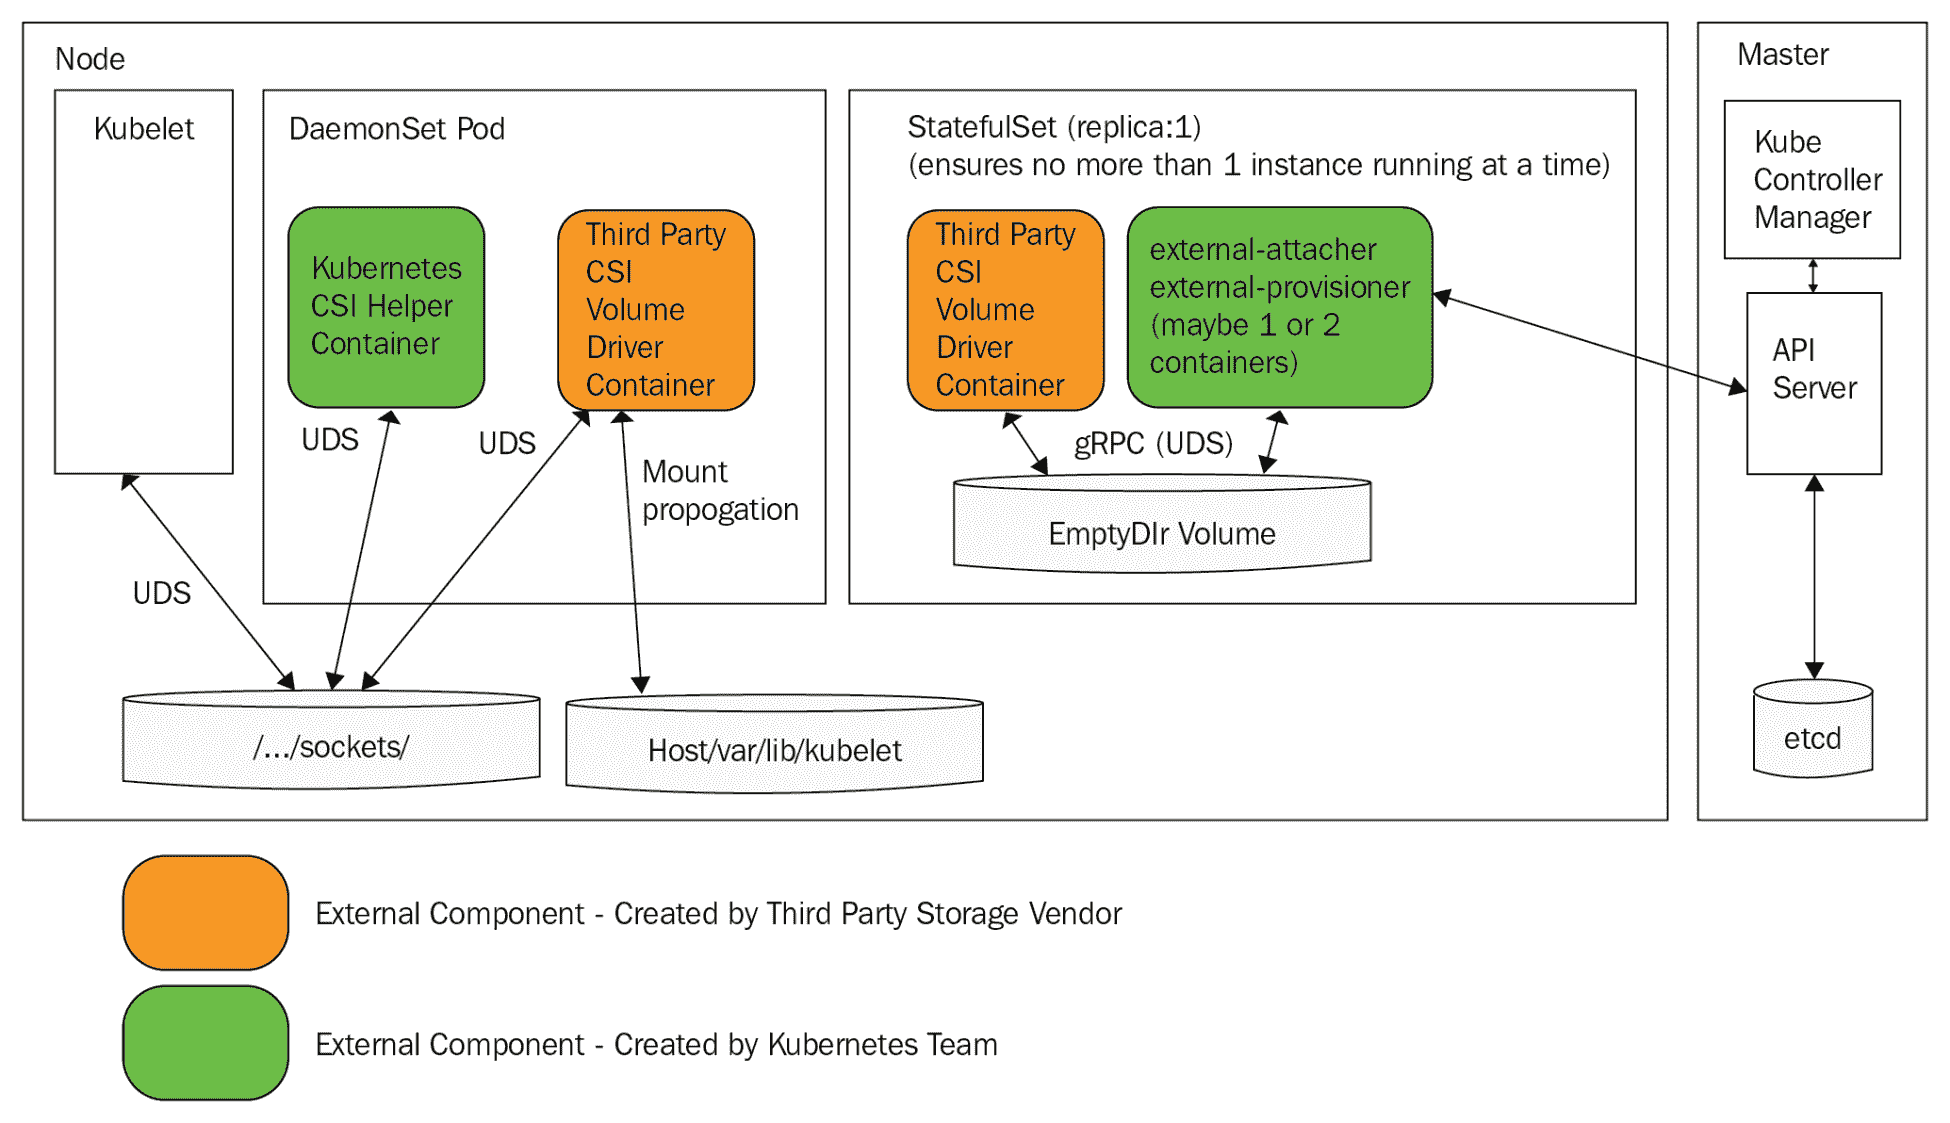 Node
Kubelet
DaemonSet Pod
Kubernetes
CSI Helper
Container
Third Party
CSI
Volume
Driver
Container
UDS
UDS
Mount
propogation
UDS
/.../sockets/
Host/var/lib/kubelet
StatefulSet (replica:1)
(ensures no more than 1 instance running at a time)
Third Party
CSI
Volume
Driver
Container
external-attacher
external-provisioner
(maybe 1 or 2
containers)
gRPC (UDS)
EmptyDIr Volume
Master
Kube
Controller
Manager
API
Server
etcd
External Component - Created by Third Party Storage Vendor
External Component - Created by Kubernetes Team